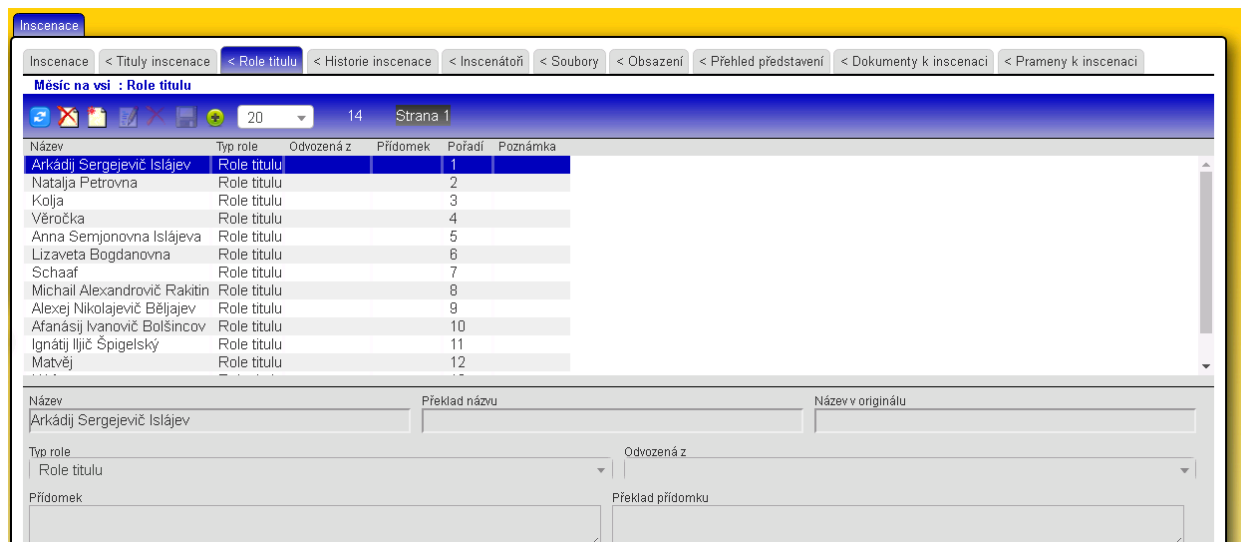 Inscenace
Inscenace < Tituly inscenace < Role titulu < Historie inscenace < Inscenátoři < Soubory < Obsazení < Přehled představení < Dokumenty k inscenaci < Prameny k inscenaci
Měsíc na vsi : Role titulu
20 14 Strana 1
Název Typ role Odvozená z Přídomek Pořadí Poznámka
Arkádij Sergejevič Islájev Role titulu 1
Natalja Petrovna Role titulu 2
Kolja Role titulu 3
Věročka Role titulu 4
Anna Semjonovna Islájeva Role titulu 5
Lizaveta Bogdanovna Role titulu 6
Schaaf Role titulu 7
Michail Alexandrovič Rakitin Role titulu 8
Alexej Nikolajevič Běljajev Role titulu 9
Afanásij Ivanovič Bolšincov Role titulu 10
Ignátij Iljič Špigelský Role titulu 11
Matvěj Role titulu 12
Název Překlad názvu Název v originálu
Arkádij Sergejevič Islájev
Typ role Odvozená z
Role titulu
Přídomek Překlad přídomku